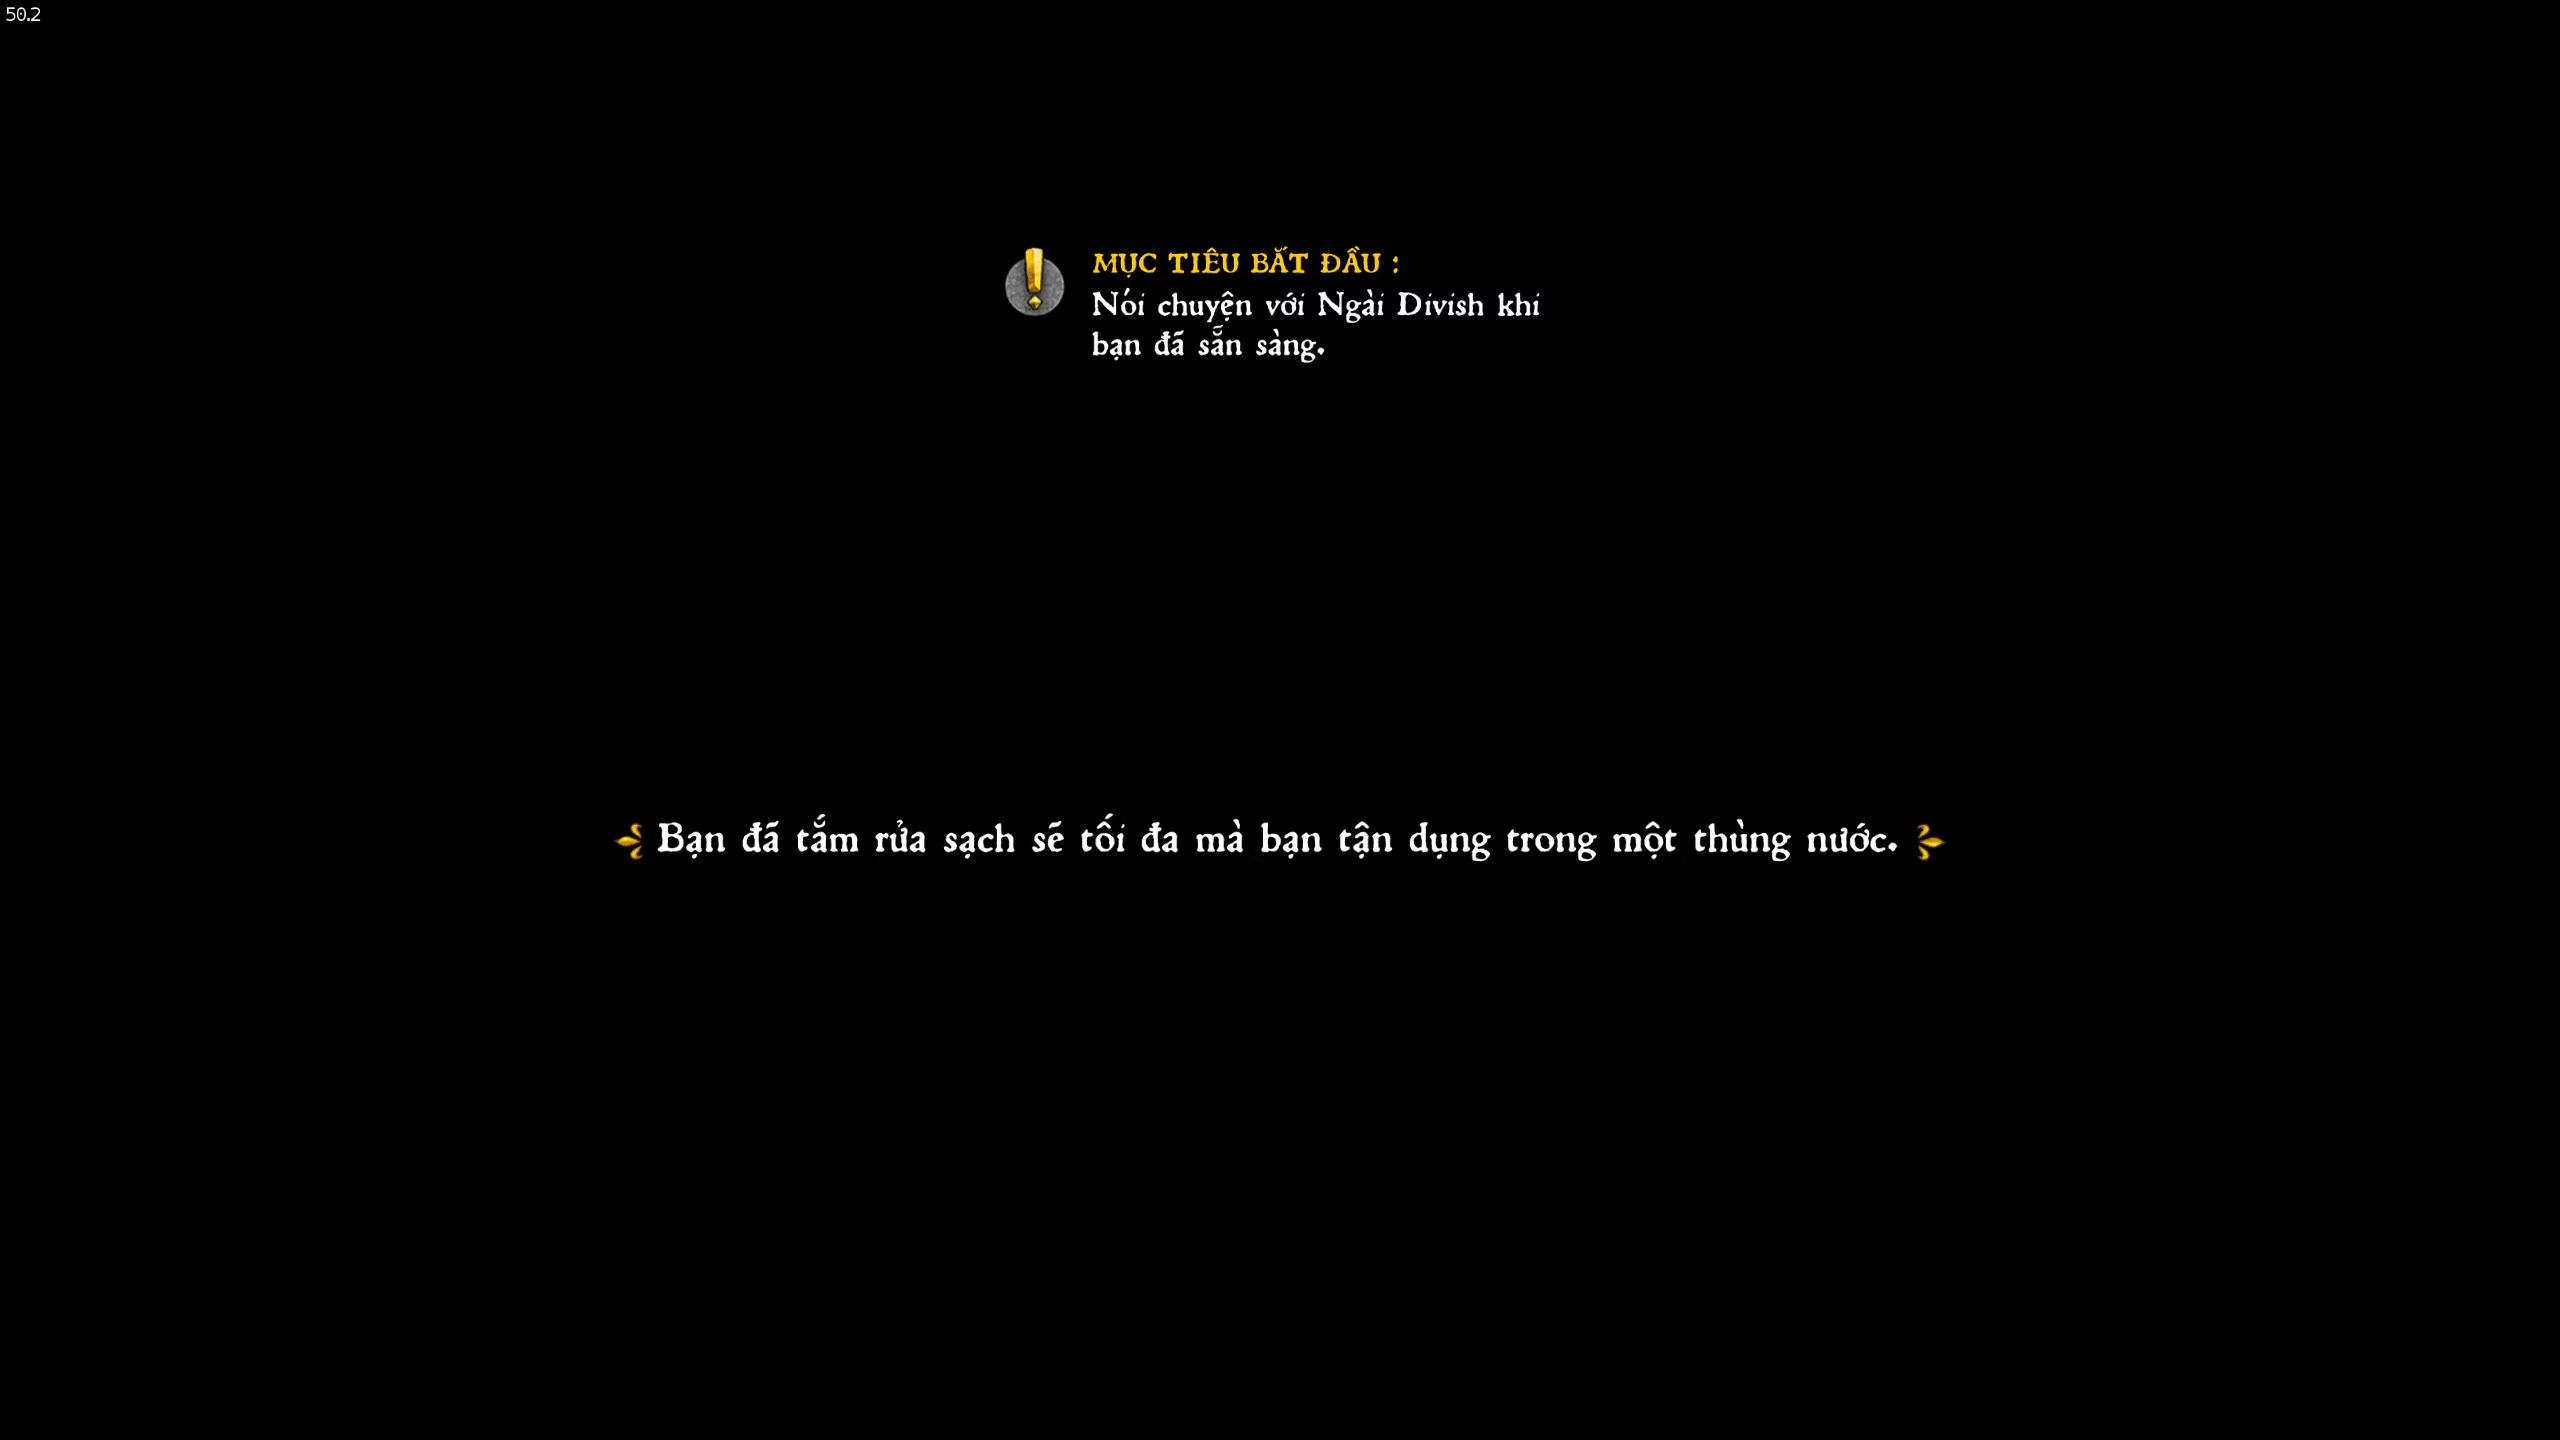 50.2
MỤC TIÊU BẮT ĐẦU :
Nói chuyện với Ngài Divish khi
bạn đã sẵn sàng.
Bạn đã tắm rửa sạch sẽ tối đa mà bạn tận dụng trong một thùng nước.